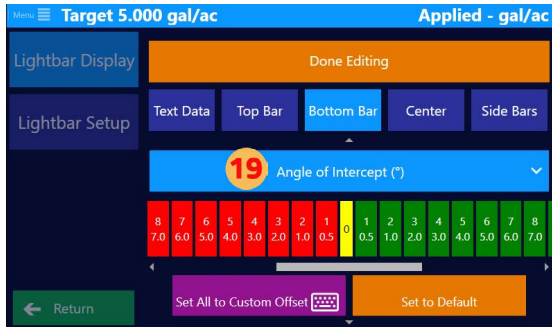 Menu Target 5.000 gal/ac Applied - gal/ac
Lightbar Display
Done Editing
Lightbar Setup
Text Data Top Bar Bottom Bar Center Side Bars
19 Angle of Intercept (°)
8 7 6 5 4 3 2 1 0 1 2 3 4 5 6 7 8
7.0 6.0 5.0 4.0 3.0 2.0 1.0 0.5 0.5 1.0 2.0 3.0 4.0 5.0 6.0 7.0
Set All to Custom Offset Set to Default
Return